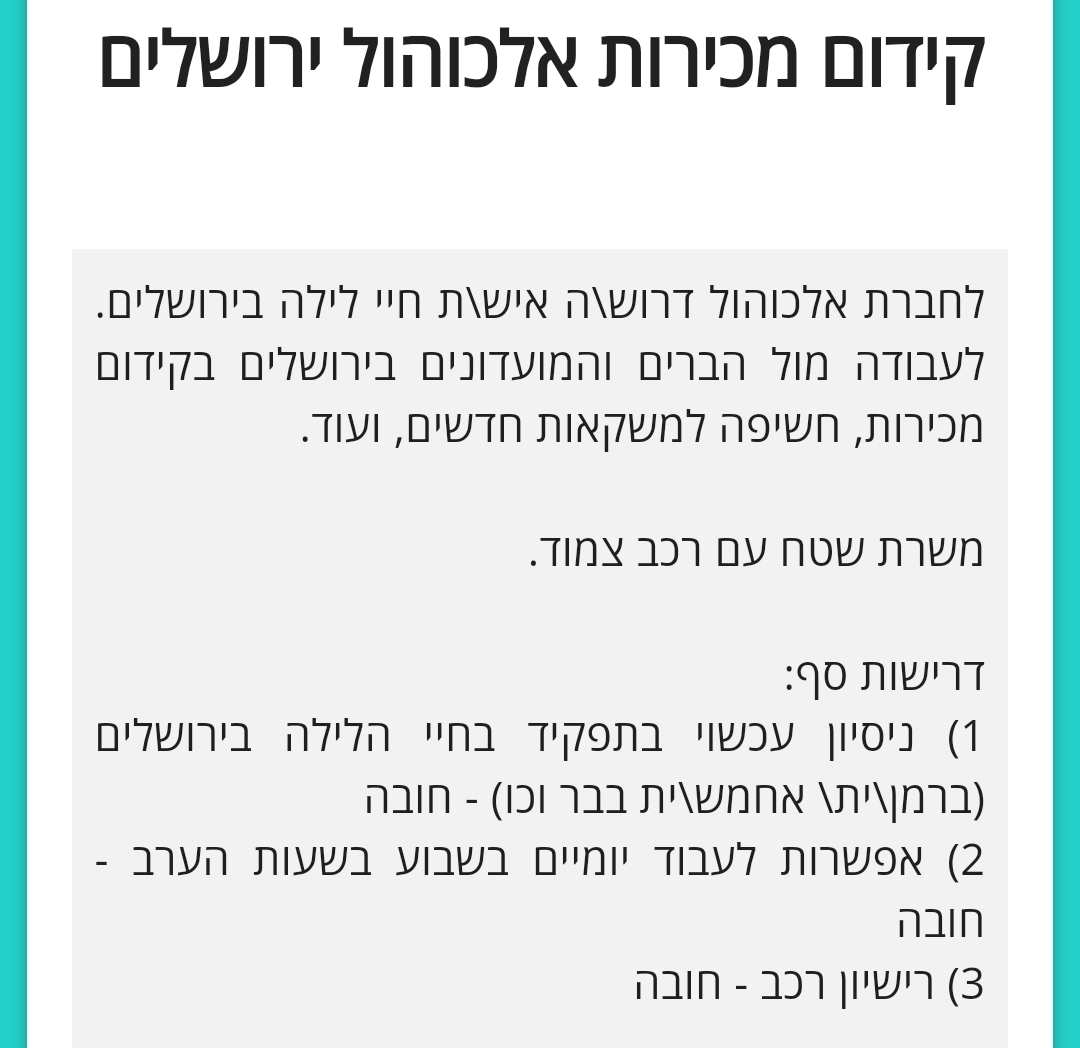 קידום מכירות אלכוהול ירושלים
לחברת אלכוהול דרוש\ה איש\ת חיי לילה בירושלים.
לעבודה מול הברים והמועדונים בירושלים בקידום
מכירות, חשיפה למשקאות חדשים, ועוד.
משרת שטח עם רכב צמוד.
דרישות סף:
1) ניסיון עכשוי בתפקיד בחיי הלילה בירושלים
(ברמן\ית\ אחמש\ית בבר וכו) - חובה
2) אפשרות לעבוד יומיים בשבוע בשעות הערב -
חובה
3) רישיון רכב - חובה